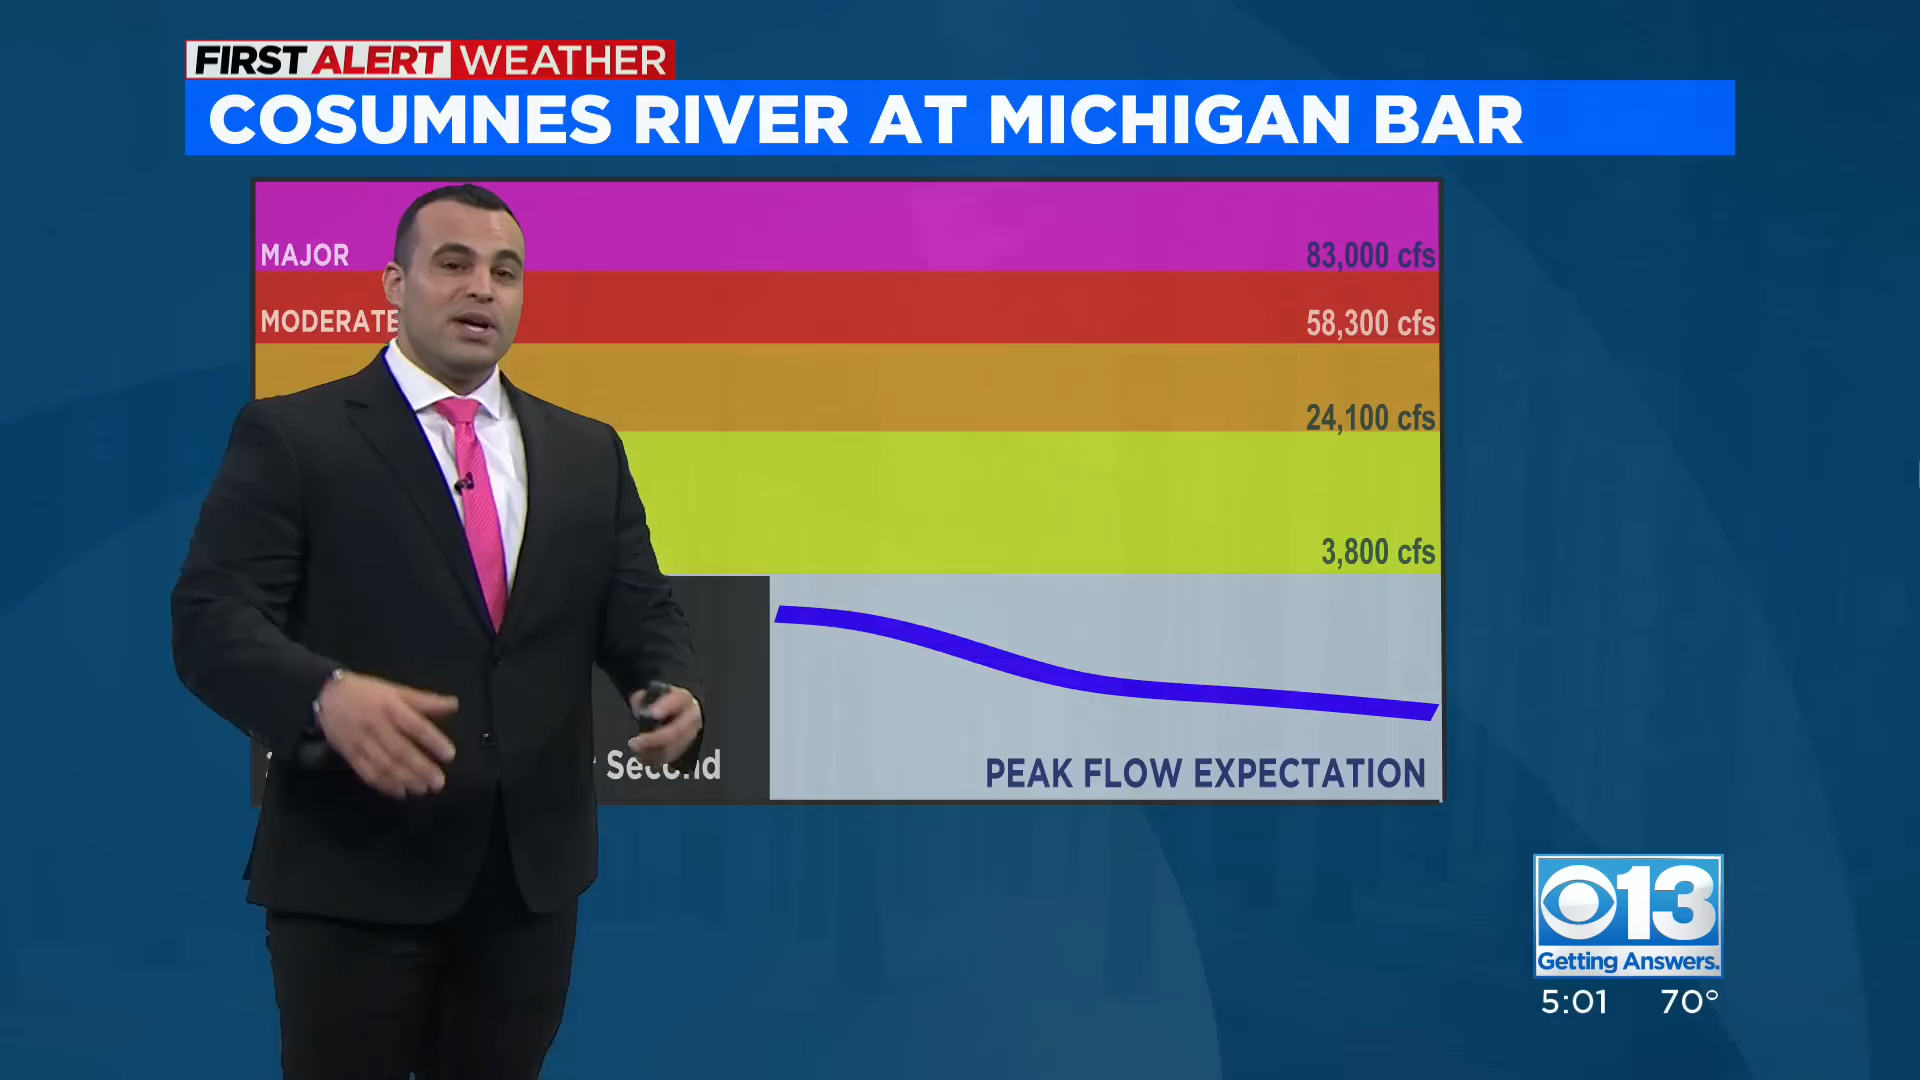 FIRST ALERT WEATHER
COSUMNES RIVER AT MICHIGAN BAR
MAJOR 83,000 cfs
MODERATE 58,300 cfs
24,100 cfs
3,800 cfs
Second
PEAK FLOW EXPECTATION
13
Getting Answers.
5:01 70°